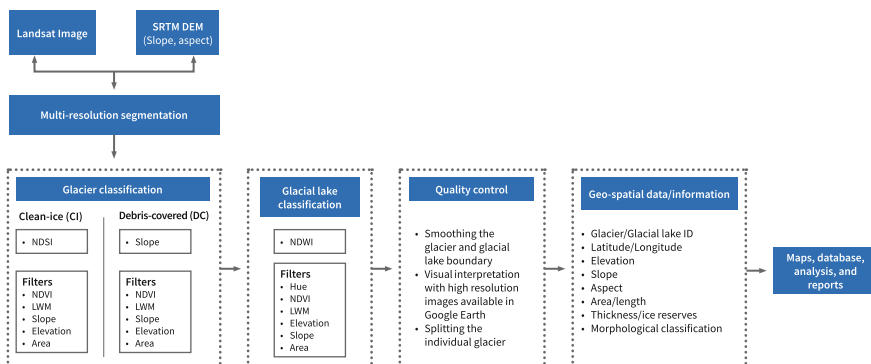 Landsat Image
SRTM DEM
(Slope, aspect)
Multi-resolution segmentation
Glacier classification
Clean-ice (CI)
• NDSI
Filters
• NDVI
• LWM
• Slope
• Elevation
• Area
Debris-covered (DC)
• Slope
Filters
• NDVI
• LWM
• Slope
• Elevation
• Area
Glacial lake
classification
• NDWI
Filters
• Hue
• NDVI
• LWM
• Elevation
• Slope
• Area
Quality control
• Smoothing the
glacier and glacial
lake boundary
• Visual interpretation
with high resolution
images available in
Google Earth
• Splitting the
individual glacier
Geo-spatial data/information
• Glacier/Glacial lake ID
• Latitude/Longitude
• Elevation
• Slope
• Aspect
• Area/length
• Thickness/ice reserves
• Morphological classification
Maps, database,
analysis, and
reports